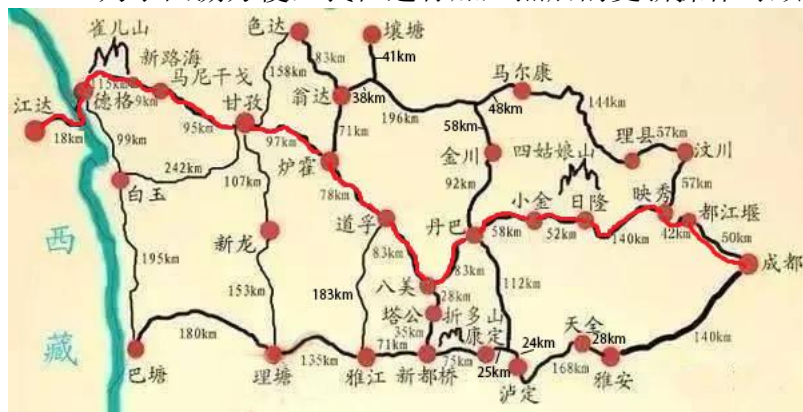 色达
壤塘
雀儿山
83km
41km
新路海
158km
马尔康
马尼干戈
115km
翁达
38km
48km
144km
江达
德格
9km
甘孜
196km
58km
理县
57km
汶川
18km
95km
71km
99km
97km
金川
四姑娘山
242km
炉霍
57km
107km
92km
白玉
78km
小金
日隆
映秀
都江堰
道孚
丹巴
58km
52km
140km
42km
50km
西
新龙
83km
成都
195km
八美
83km
112km
153km
183km
28km
塔公
折多山
180km
35km
康定
24km
天全
28km
140km
藏
135km
71km
75km
25km
168km
巴塘
理塘
雅江
新都桥
泸定
雅安